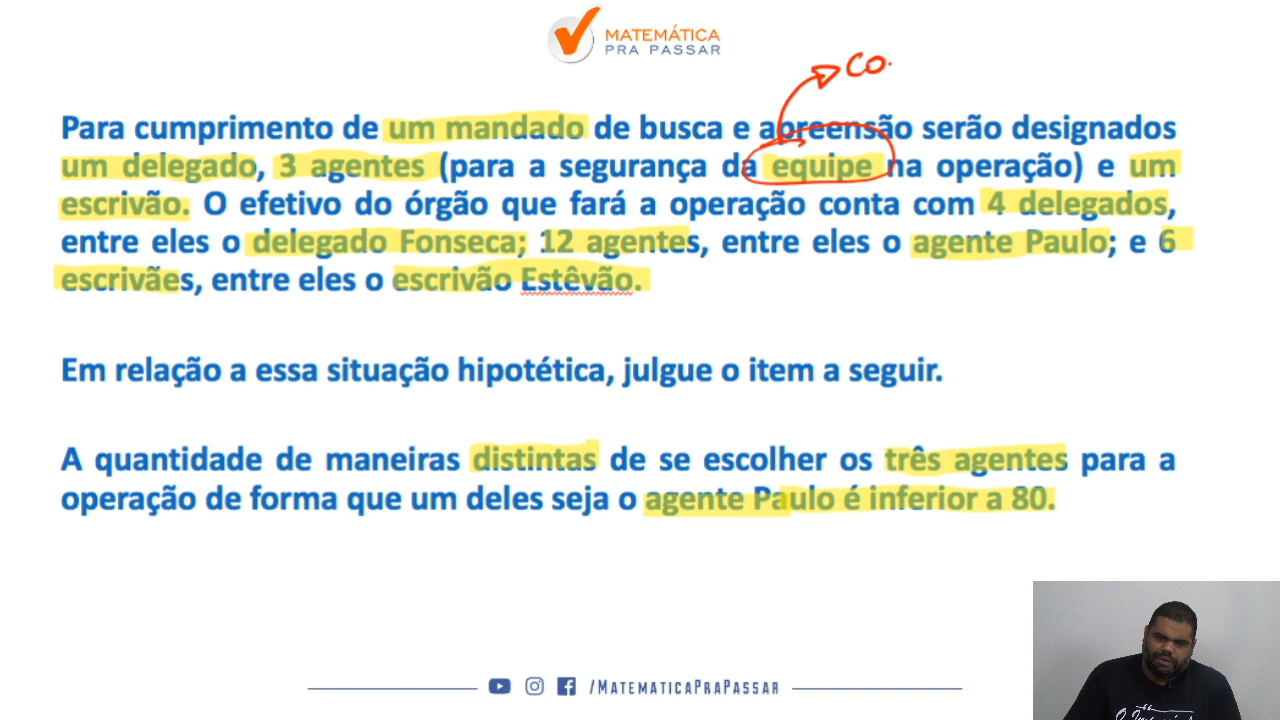 MATEMÁTICA
PRA PASSAR
co.
Para cumprimento de um mandado de busca e apreensão serão designados
um delegado, 3 agentes (para a segurança da equipe na operação) e um
escrivão. O efetivo do órgão que fará a operação conta com 4 delegados,
entre eles o delegado Fonseca; 12 agentes, entre eles o agente Paulo; e 6
escrivães, entre eles o escrivão Estêvão.
Em relação a essa situação hipotética, julgue o item a seguir.
A quantidade de maneiras distintas de se escolher os três agentes para a
operação de forma que um deles seja o agente Paulo é inferior a 80.
/MATEMATICAPRAPASSAR